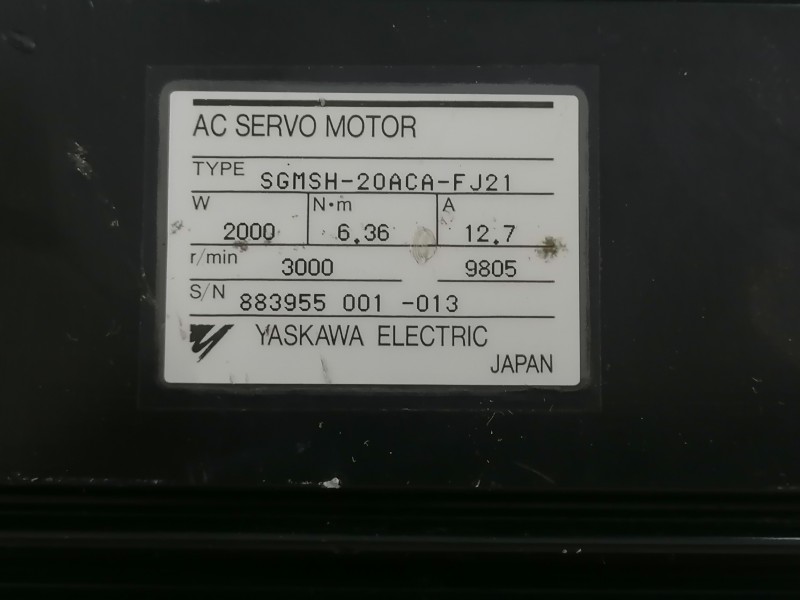 AC SERVO MOTOR
TYPE SGMSH-20ACA-FJ21
W 2000 N·m 6.36 A 12.7
r/min 3000 9805
S/N 883955 001 -013
YASKAWA ELECTRIC
JAPAN